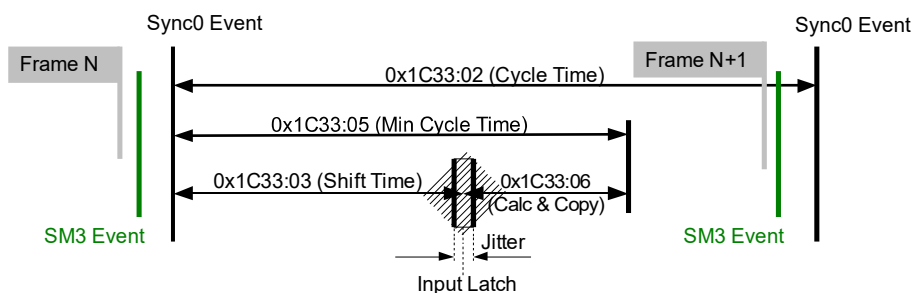 Sync0 Event
Sync0 Event
Frame N
Frame N+1
0x1C33:02 (Cycle Time)
0x1C33:05 (Min Cycle Time)
0x1C33:03 (Shift Time)
0x1C33:06
(Calc & Copy)
SM3 Event
SM3 Event
Jitter
Input Latch